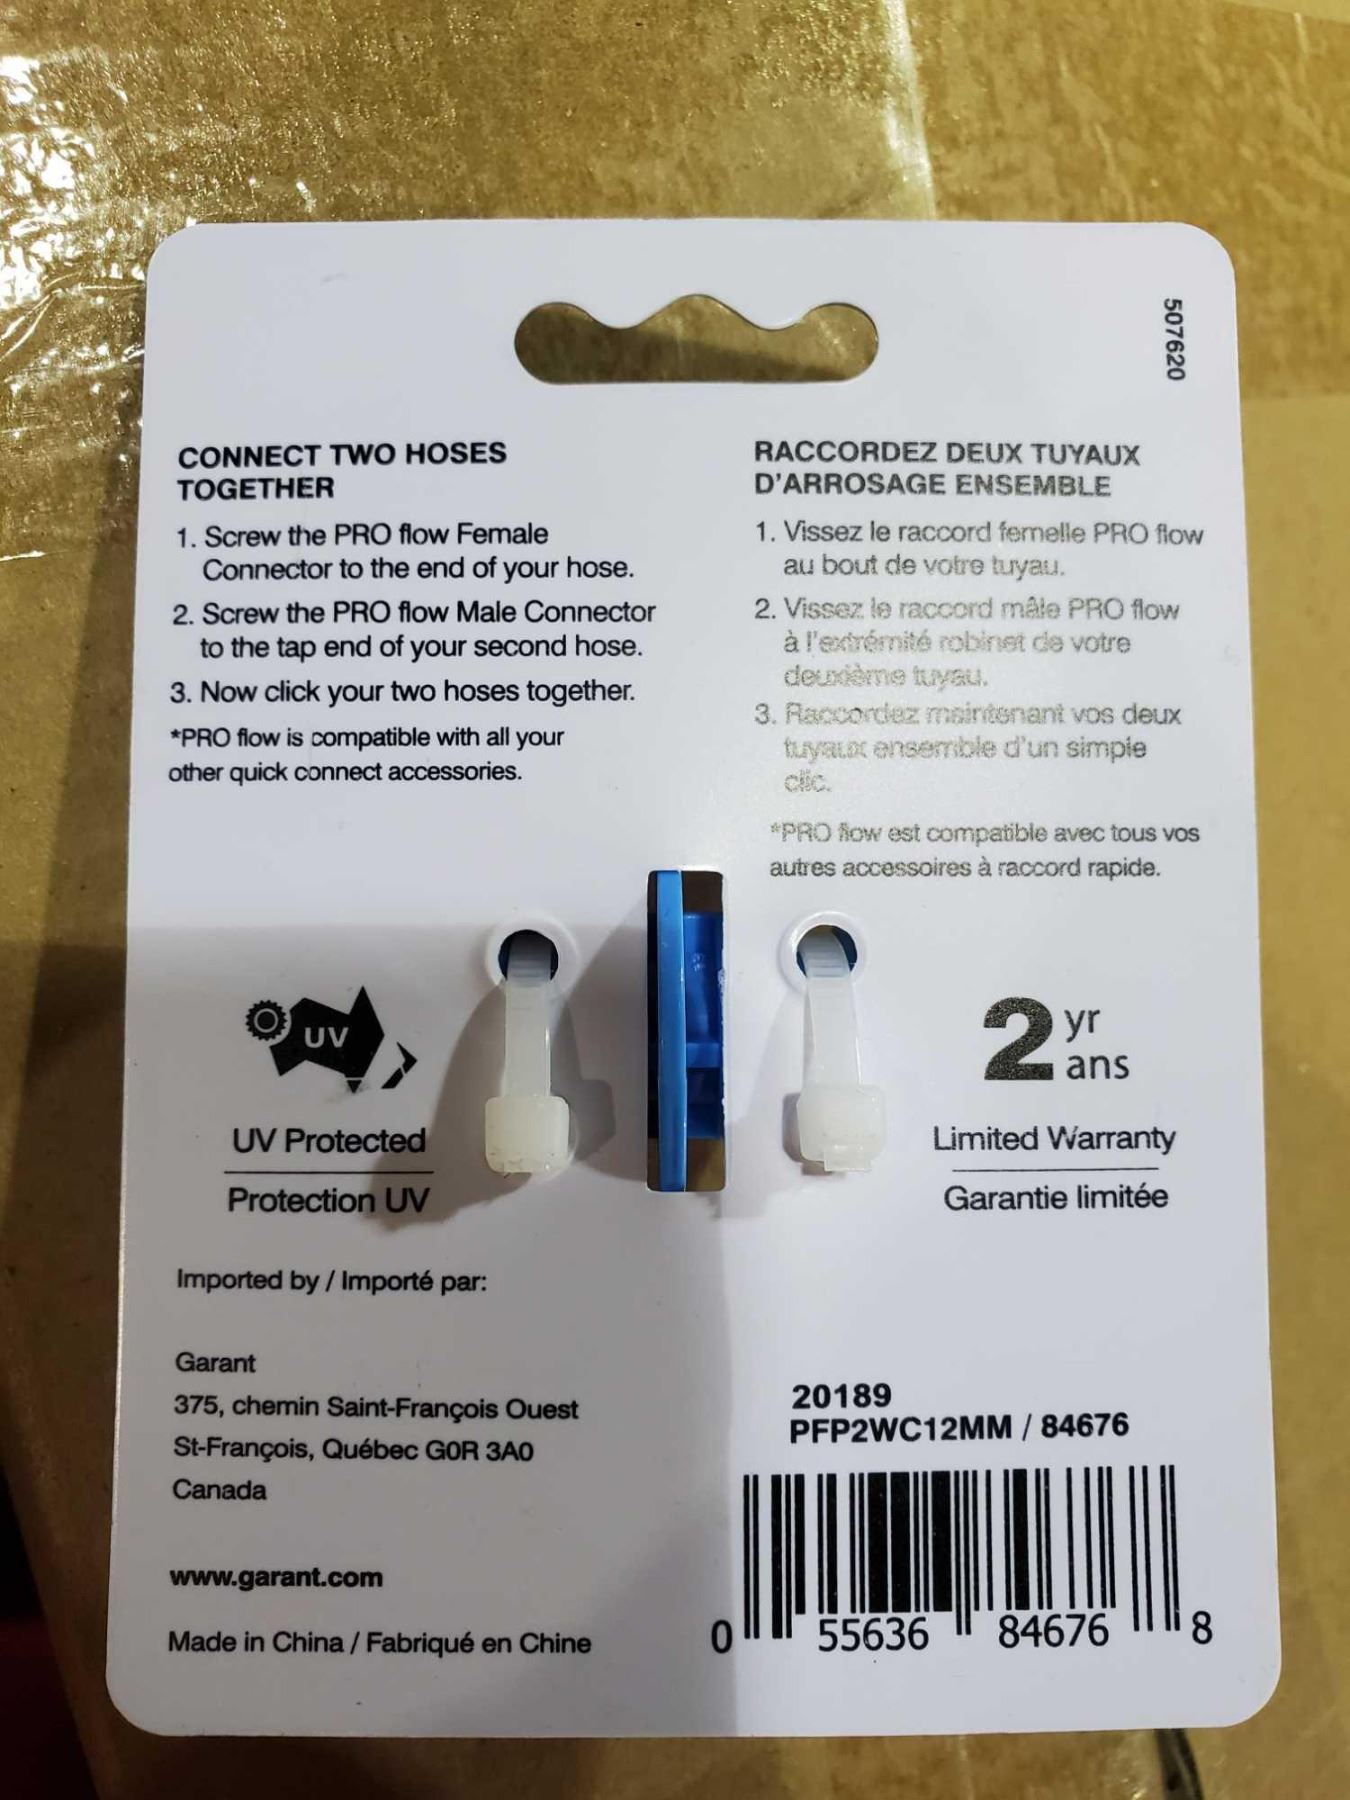 507620
CONNECT TWO HOSES
TOGETHER
1. Screw the PRO flow Female
Connector to the end of your hose.
2. Screw the PRO flow Male Connector
to the tap end of your second hose.
3. Now click your two hoses together.
*PRO flow is compatible with all your
other quick connect accessories.
RACCORDEZ DEUX TUYAUX
D'ARROSAGE ENSEMBLE
1. Vissez le raccord femelle PRO flow
au bout de votre tuyau.
2. Vissez le raccord mâle PRO flow
à l'extrémité robinet de votre
deuxième tuyau.
3. Raccordez maintenant vos deux
tuyaux ensemble d'un simple
clic.
*PRO flow est compatible avec tous vos
autres accessoires à raccord rapide.
UV
UV Protected
Protection UV
2 yr
ans
Limited Warranty
Garantie limitée
Imported by / Importé par:
Garant
375, chemin Saint-François Ouest
St-François, Québec G0R 3A0
Canada
www.garant.com
Made in China / Fabriqué en Chine
20189
PFP2WC12MM / 84676
0 55636 84676 8